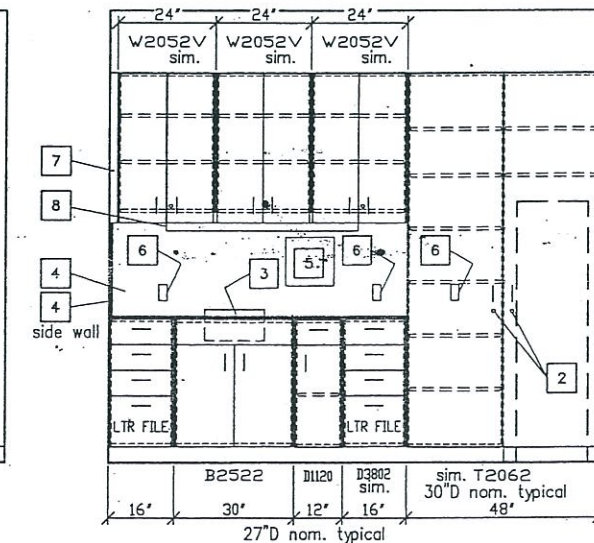 24" 24" 24"
W2052V W2052V W2052V
sim. sim. sim.
7
8
6 5. 6 6
4 3
4
side wall
2
LTR FILE LTR FILE
B2522 D1120 D3802 sim. T2062
sim. 30"D nom. typical
16" 30" 12" 16" 48"
27"D nom. typical